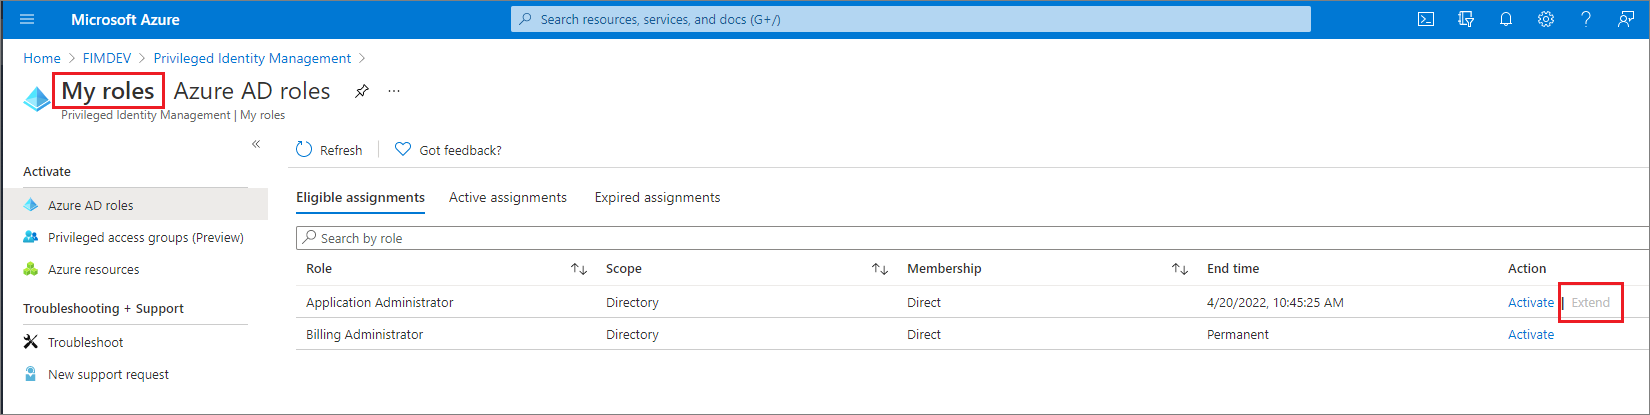 Microsoft Azure
Search resources, services, and docs (G+/)
Home > FIMDEV > Privileged Identity Management >
My roles Azure AD roles ...
Privileged Identity Management | My roles
«
Refresh Got feedback?
Activate
Azure AD roles
Privileged access groups (Preview)
Azure resources
Troubleshooting + Support
Troubleshoot
New support request
Eligible assignments Active assignments Expired assignments
Search by role
Role Scope Membership End time Action
Application Administrator Directory Direct 4/20/2022, 10:45:25 AM Activate | Extend
Billing Administrator Directory Direct Permanent Activate